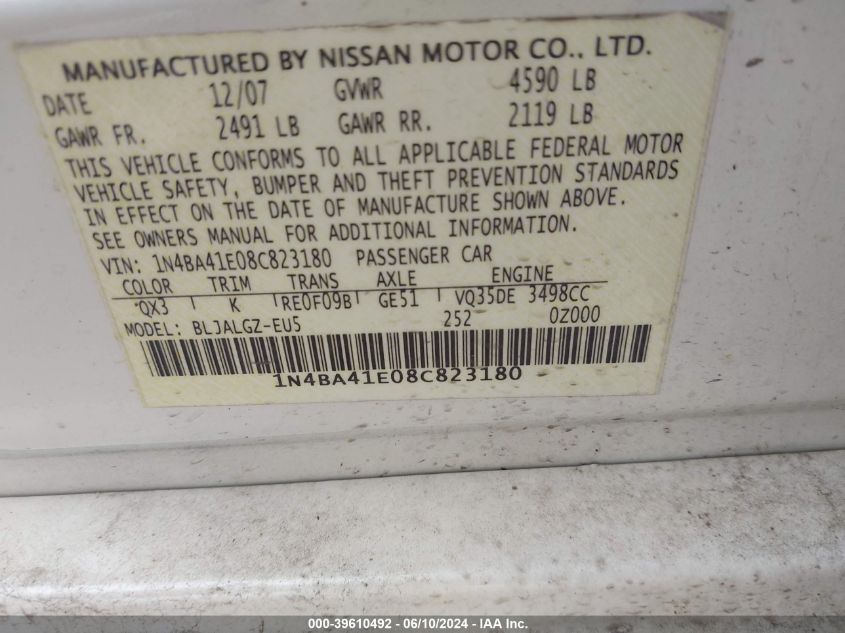 MANUFACTURED BY NISSAN MOTOR CO., LTD.
DATE 12/07 GVWR 4590 LB
GAWR FR. 2491 LB GAWR RR. 2119 LB
THIS VEHICLE CONFORMS TO ALL APPLICABLE FEDERAL MOTOR
VEHICLE SAFETY, BUMPER AND THEFT PREVENTION STANDARDS
IN EFFECT ON THE DATE OF MANUFACTURE SHOWN ABOVE.
SEE OWNERS MANUAL FOR ADDITIONAL INFORMATION.
VIN: 1N4BA41E08C823180 PASSENGER CAR
COLOR TRIM TRANS AXLE ENGINE
QX3 K RE0F09B GE51 VQ35DE 3498CC
MODEL: BLJALGZ-EU5 252 0Z000
1N4BA41E08C823180
000-39610492 - 06/10/2024 - IAA Inc.